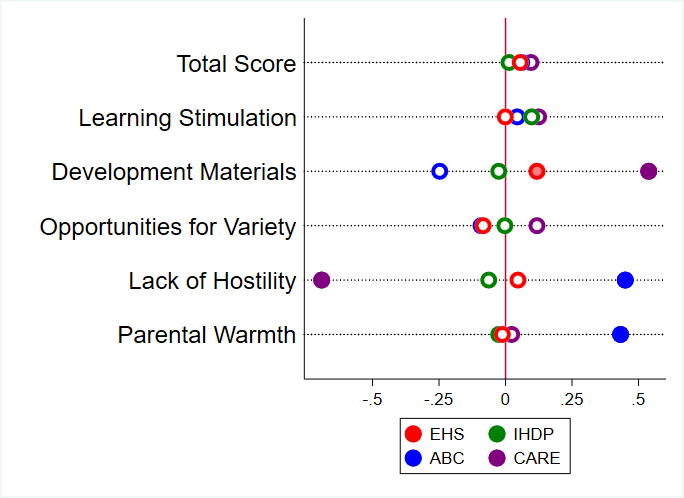 Total Score
Learning Stimulation
Development Materials
Opportunities for Variety
Lack of Hostility
Parental Warmth
-.5 -.25 0 .25 .5
EHS IHDP
ABC CARE